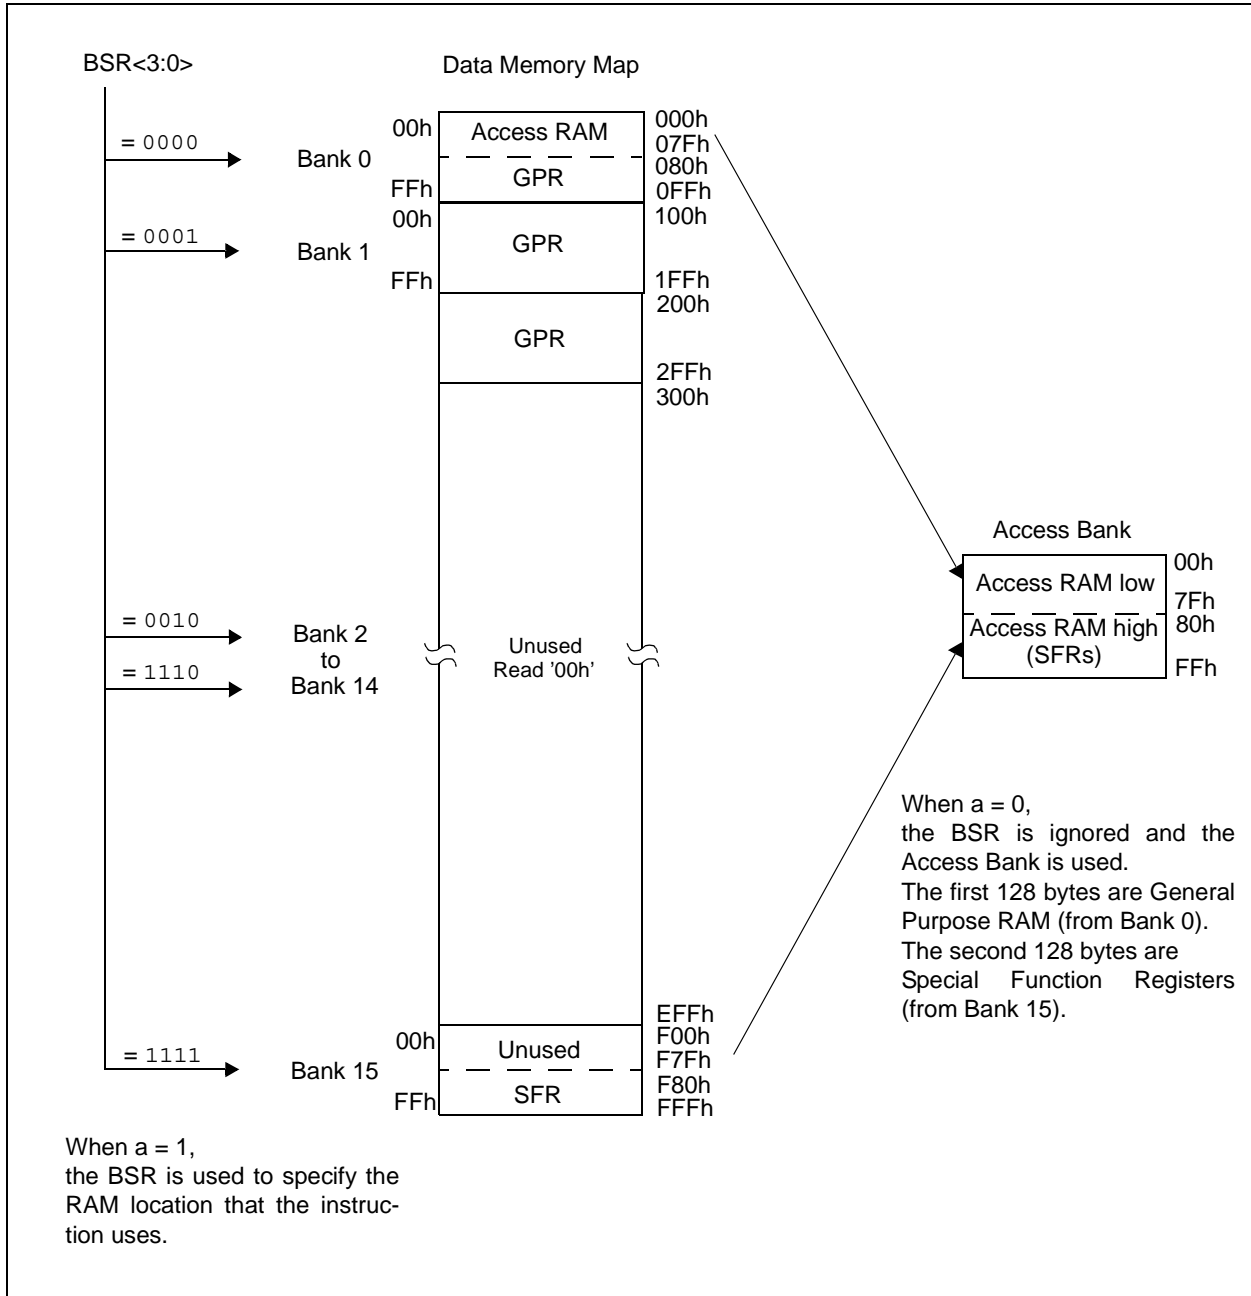 BSR<3:0>
Data Memory Map
= 0000
Bank 0
00h
Access RAM
000h
07Fh
FFh
GPR
080h
0FFh
= 0001
Bank 1
00h
GPR
100h
FFh
1FFh
GPR
200h
2FFh
300h
= 0010
Bank 2
to
= 1110
Bank 14
Unused
Read '00h'
Access Bank
Access RAM low
00h
7Fh
Access RAM high
80h
(SFRs)
FFh
When a = 0,
the BSR is ignored and the
Access Bank is used.
The first 128 bytes are General
Purpose RAM (from Bank 0).
The second 128 bytes are
Special Function Registers
(from Bank 15).
EFFh
= 1111
Bank 15
00h
Unused
F00h
F7Fh
FFh
SFR
F80h
FFFh
When a = 1,
the BSR is used to specify the
RAM location that the instruc-
tion uses.